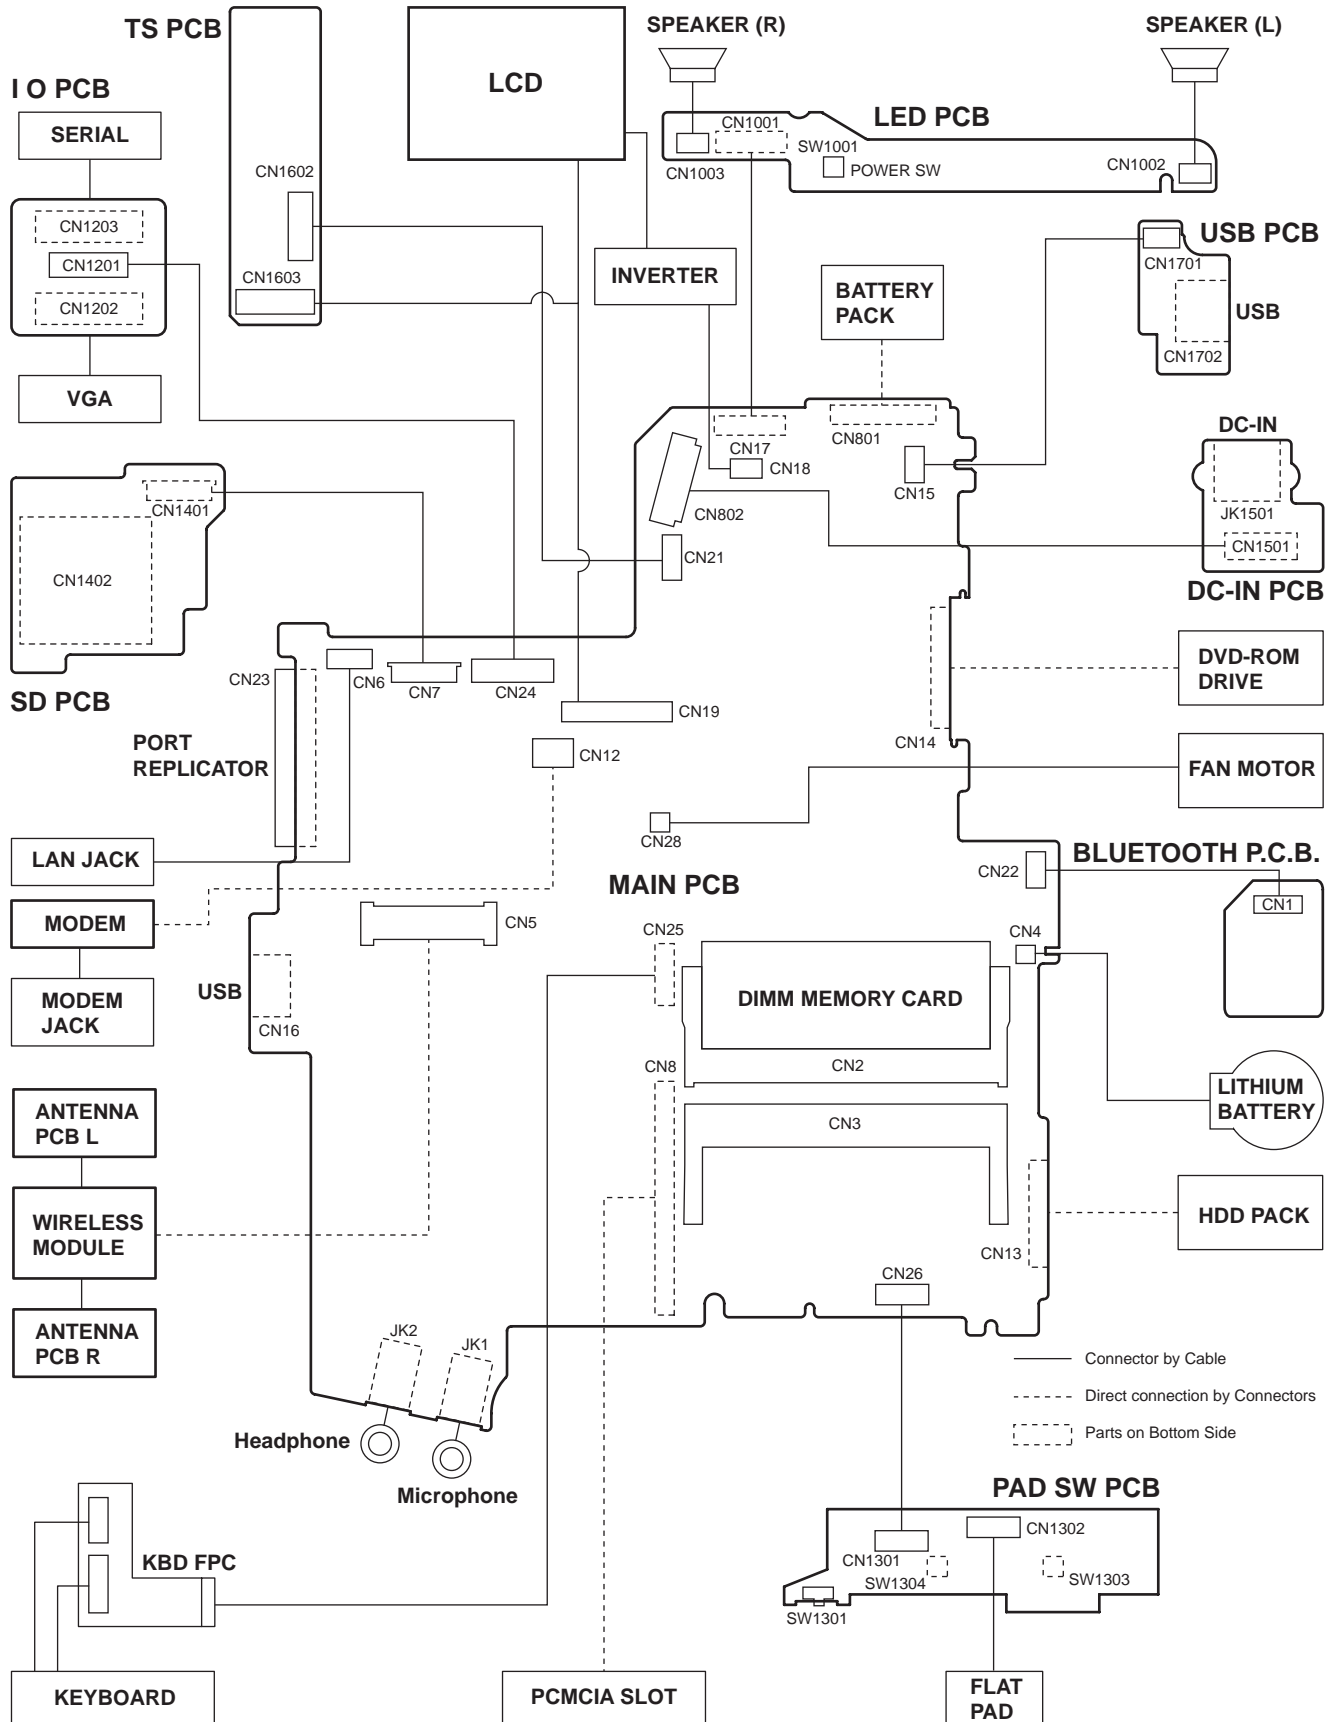 TS PCB
SPEAKER (R)
SPEAKER (L)
I O PCB
LCD
SERIAL
LED PCB
CN1001
SW1001
CN1003
POWER SW
CN1002
CN1602
CN1203
CN1201
CN1202
CN1603
INVERTER
BATTERY
PACK
USB PCB
CN1701
USB
CN1702
VGA
CN17
CN18
CN801
CN15
DC-IN
JK1501
CN1501
DC-IN PCB
CN1401
CN1402
CN802
CN21
SD PCB
CN23
CN6
CN7
CN24
CN19
PORT
REPLICATOR
CN12
CN14
DVD-ROM
DRIVE
FAN MOTOR
CN28
LAN JACK
MAIN PCB
CN22
BLUETOOTH P.C.B.
CN1
MODEM
CN5
CN25
CN4
MODEM
JACK
USB
CN16
DIMM MEMORY CARD
CN2
CN8
CN3
LITHIUM
BATTERY
ANTENNA
PCB L
WIRELESS
MODULE
HDD PACK
CN13
CN26
ANTENNA
PCB R
JK2
JK1
Connector by Cable
Direct connection by Connectors
Parts on Bottom Side
Headphone
Microphone
PAD SW PCB
CN1302
CN1301
SW1304
SW1303
SW1301
KBD FPC
KEYBOARD
PCMCIA SLOT
FLAT
PAD